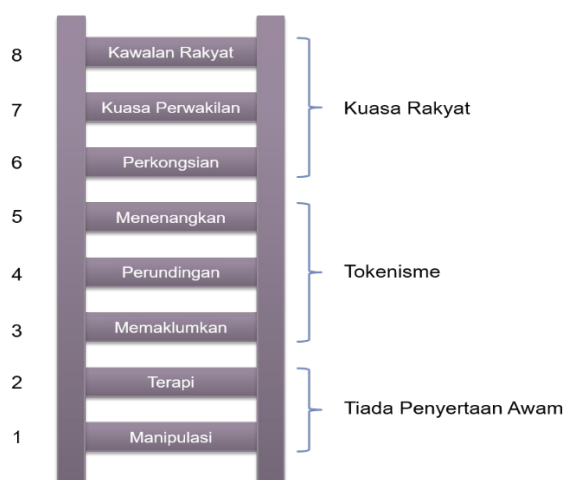 8 Kawalan Rakyat
7 Kuasa Perwakilan
Kuasa Rakyat
6 Perkongsian
5 Menenangkan
4 Perundingan
Tokenisme
3 Memaklumkan
2 Terapi
Tiada Penyertaan Awam
1 Manipulasi